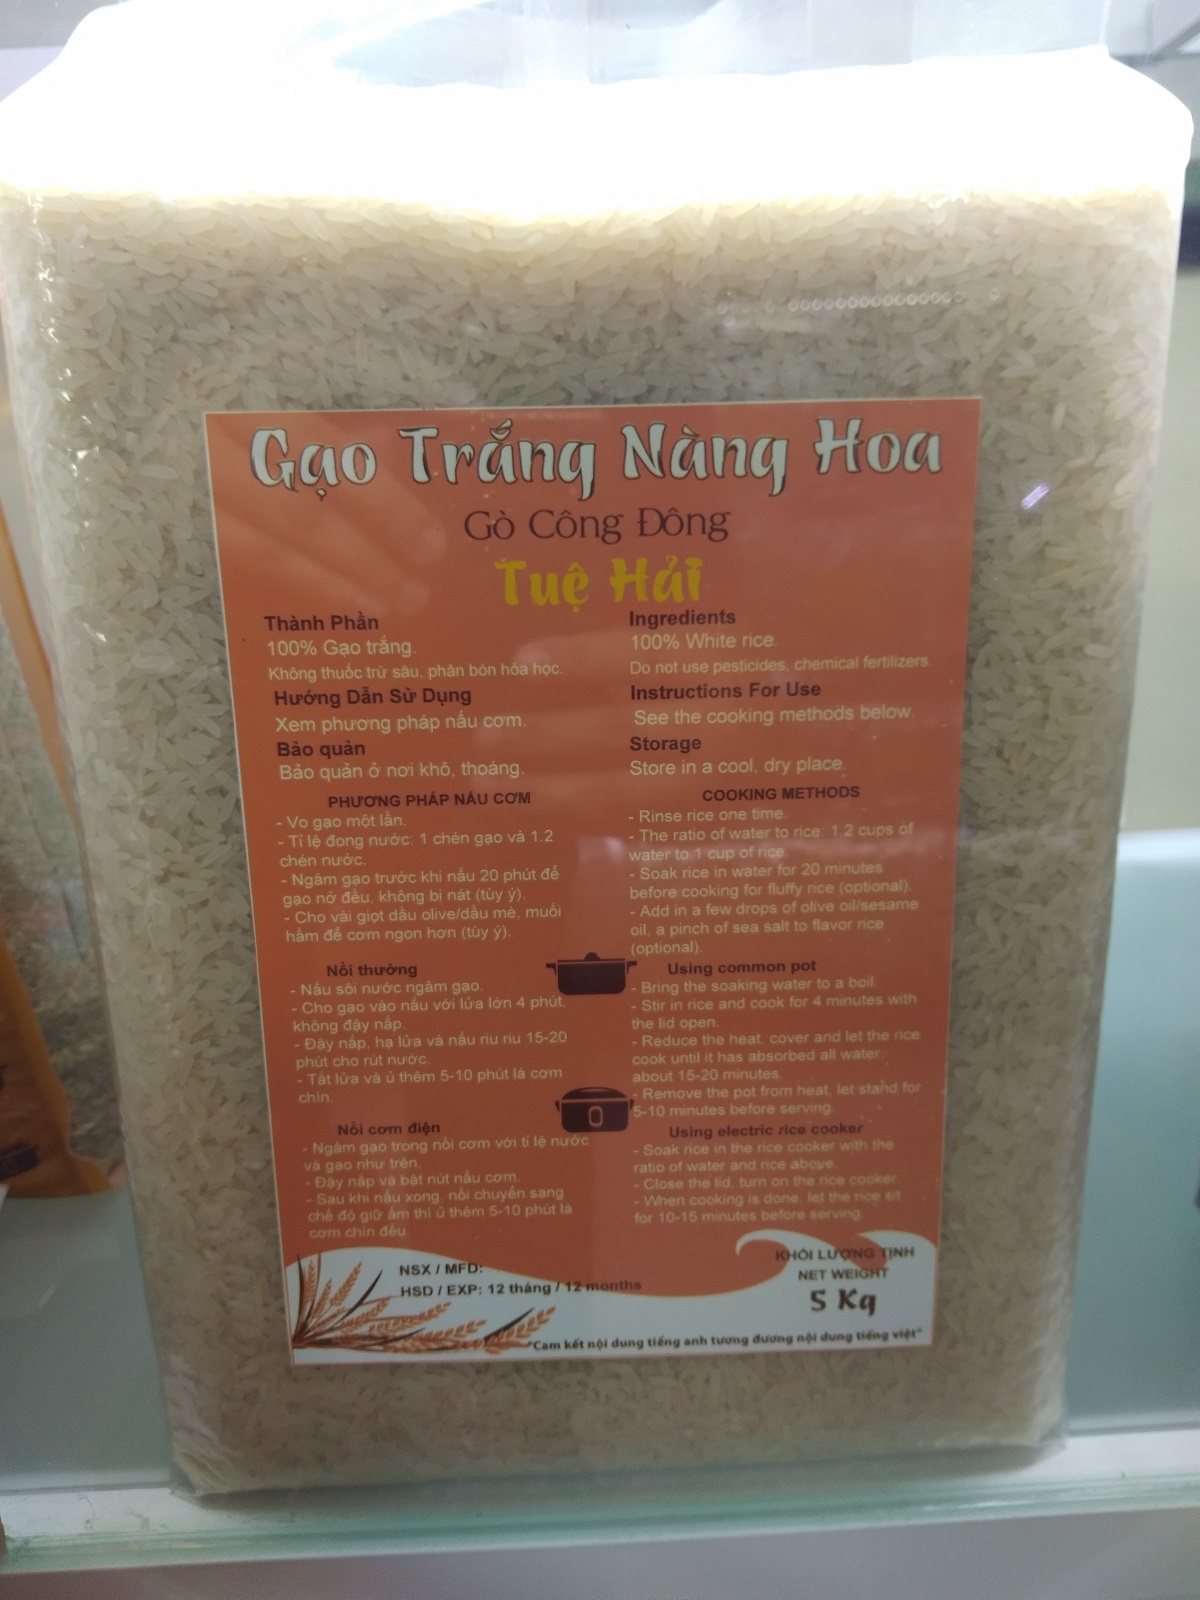 Gạo Trắng Nàng Hoa
Gò Công Đông
Tuệ Hải
Thành Phần
100% Gạo trắng.
Không thuốc trừ sâu, phân bón hóa học.
Hướng Dẫn Sử Dụng
Xem phương pháp nấu cơm.
Bảo quản
Bảo quản ở nơi khô, thoáng.
PHƯƠNG PHÁP NẤU CƠM
- Vo gạo một lần.
- Tỉ lệ đong nước: 1 chén gạo và 1.2
chén nước.
- Ngâm gạo trước khi nấu 20 phút để
gạo nở đều, không bị nát (tùy ý).
- Cho vài giọt dầu olive/dầu mè, muối
hầm để cơm ngon hơn (tùy ý).
Nồi thường
- Nấu sôi nước ngâm gạo.
- Cho gạo vào nấu với lửa lớn 4 phút,
không đậy nắp.
- Đậy nắp, hạ lửa và nấu riu riu 15-20
phút cho rút nước.
- Tắt lửa và ủ thêm 5-10 phút là cơm
chín.
Nồi cơm điện
- Ngâm gạo trong nồi cơm với tỉ lệ nước
và gạo như trên.
- Đậy nắp và bật nút nấu cơm.
- Sau khi nấu xong, nồi chuyển sang
chế độ giữ ấm thì ủ thêm 5-10 phút là
cơm chín đều.
Ingredients
100% White rice.
Do not use pesticides, chemical fertilizers.
Instructions For Use
See the cooking methods below.
Storage
Store in a cool, dry place.
COOKING METHODS
- Rinse rice one time.
- The ratio of water to rice: 1.2 cups of
water to 1 cup of rice.
- Soak rice in water for 20 minutes
before cooking for fluffy rice (optional).
- Add in a few drops of olive oil/sesame
oil, a pinch of sea salt to flavor rice
(optional).
Using common pot
- Bring the soaking water to a boil.
- Stir in rice and cook for 4 minutes with
the lid open.
- Reduce the heat, cover and let the rice
cook until it has absorbed all water,
about 15-20 minutes.
- Remove the pot from heat, let stand for
5-10 minutes before serving.
Using electric rice cooker
- Soak rice in the rice cooker with the
ratio of water and rice above.
- Close the lid, turn on the rice cooker.
- When cooking is done, let the rice sit
for 10-15 minutes before serving.
NSX / MFD:
HSD / EXP: 12 tháng / 12 months
KHỐI LƯỢNG TỊNH
NET WEIGHT
5 Kg
"Cam kết nội dung tiếng anh tương đương nội dung tiếng việt"